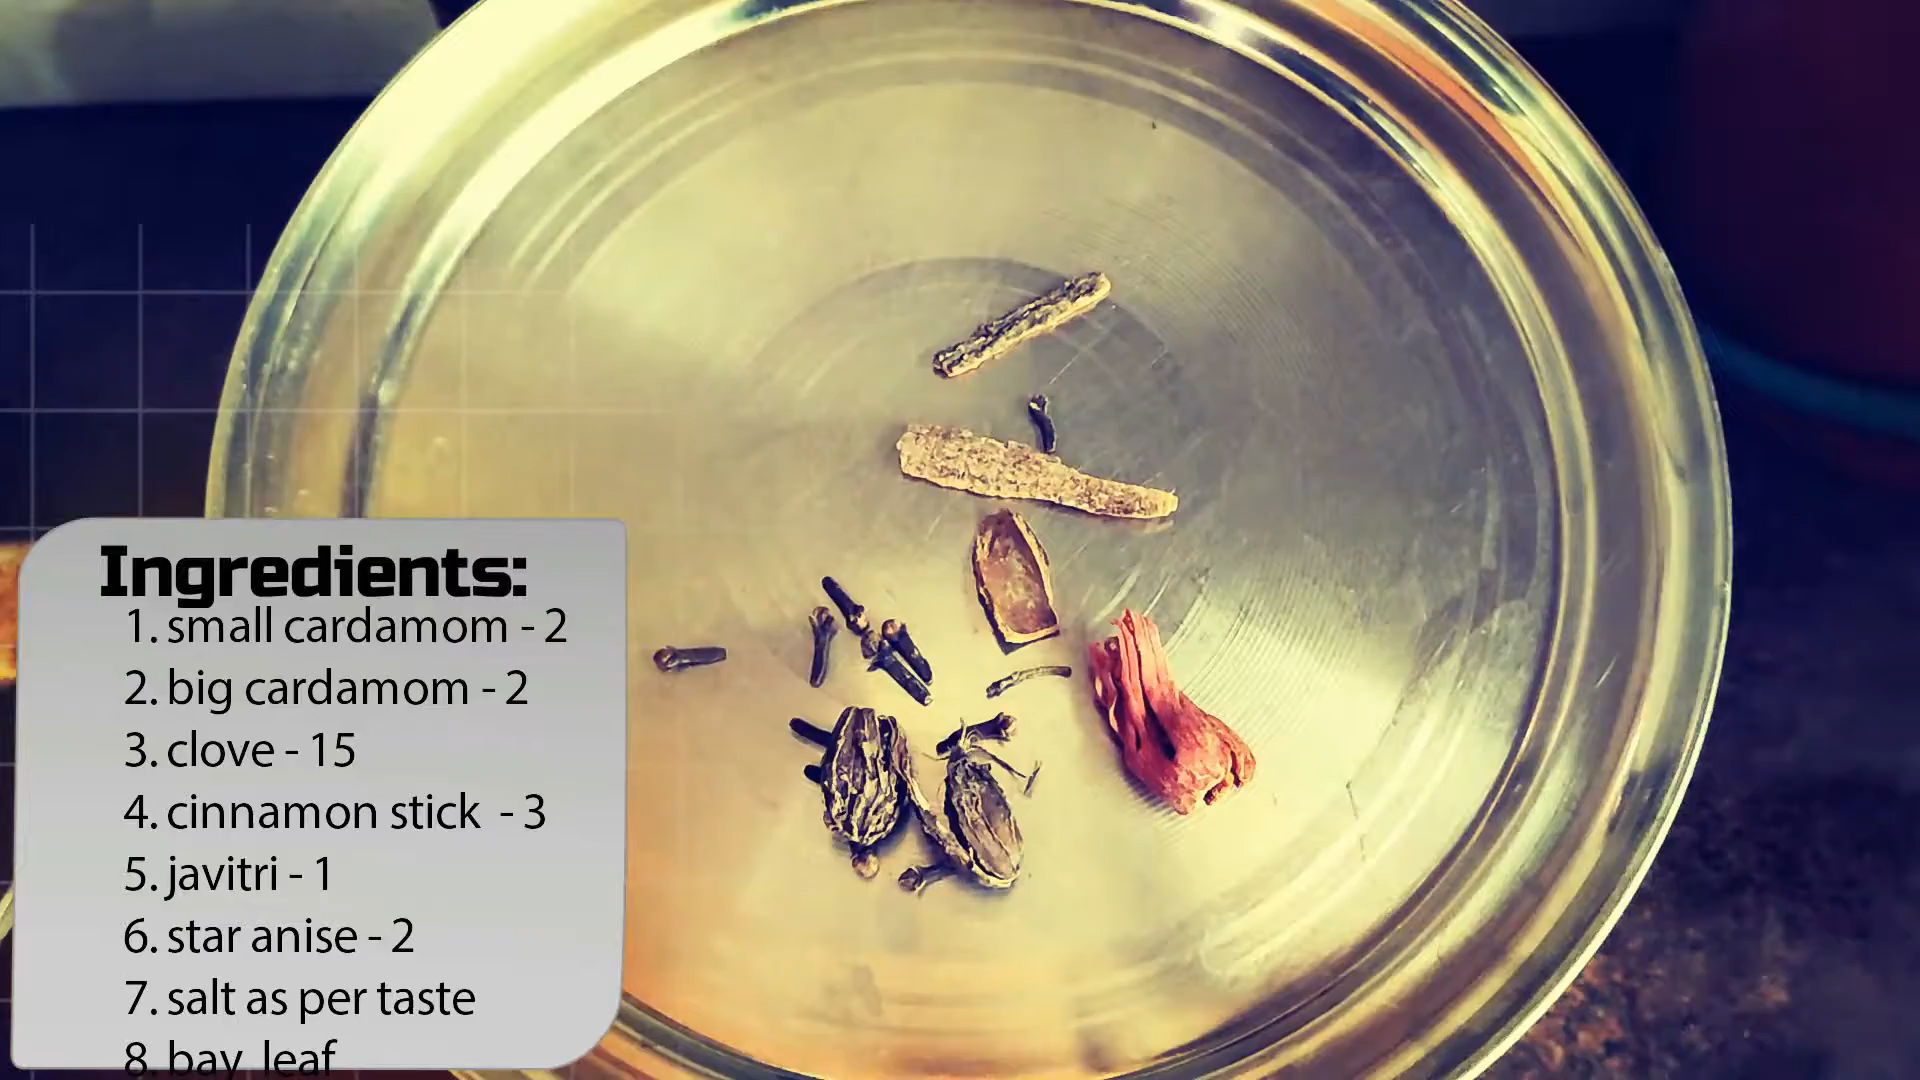 Ingredients:
1. small cardamom - 2
2. big cardamom - 2
3. clove - 15
4. cinnamon stick - 3
5. javitri - 1
6. star anise - 2
7. salt as per taste
8. bay leaf